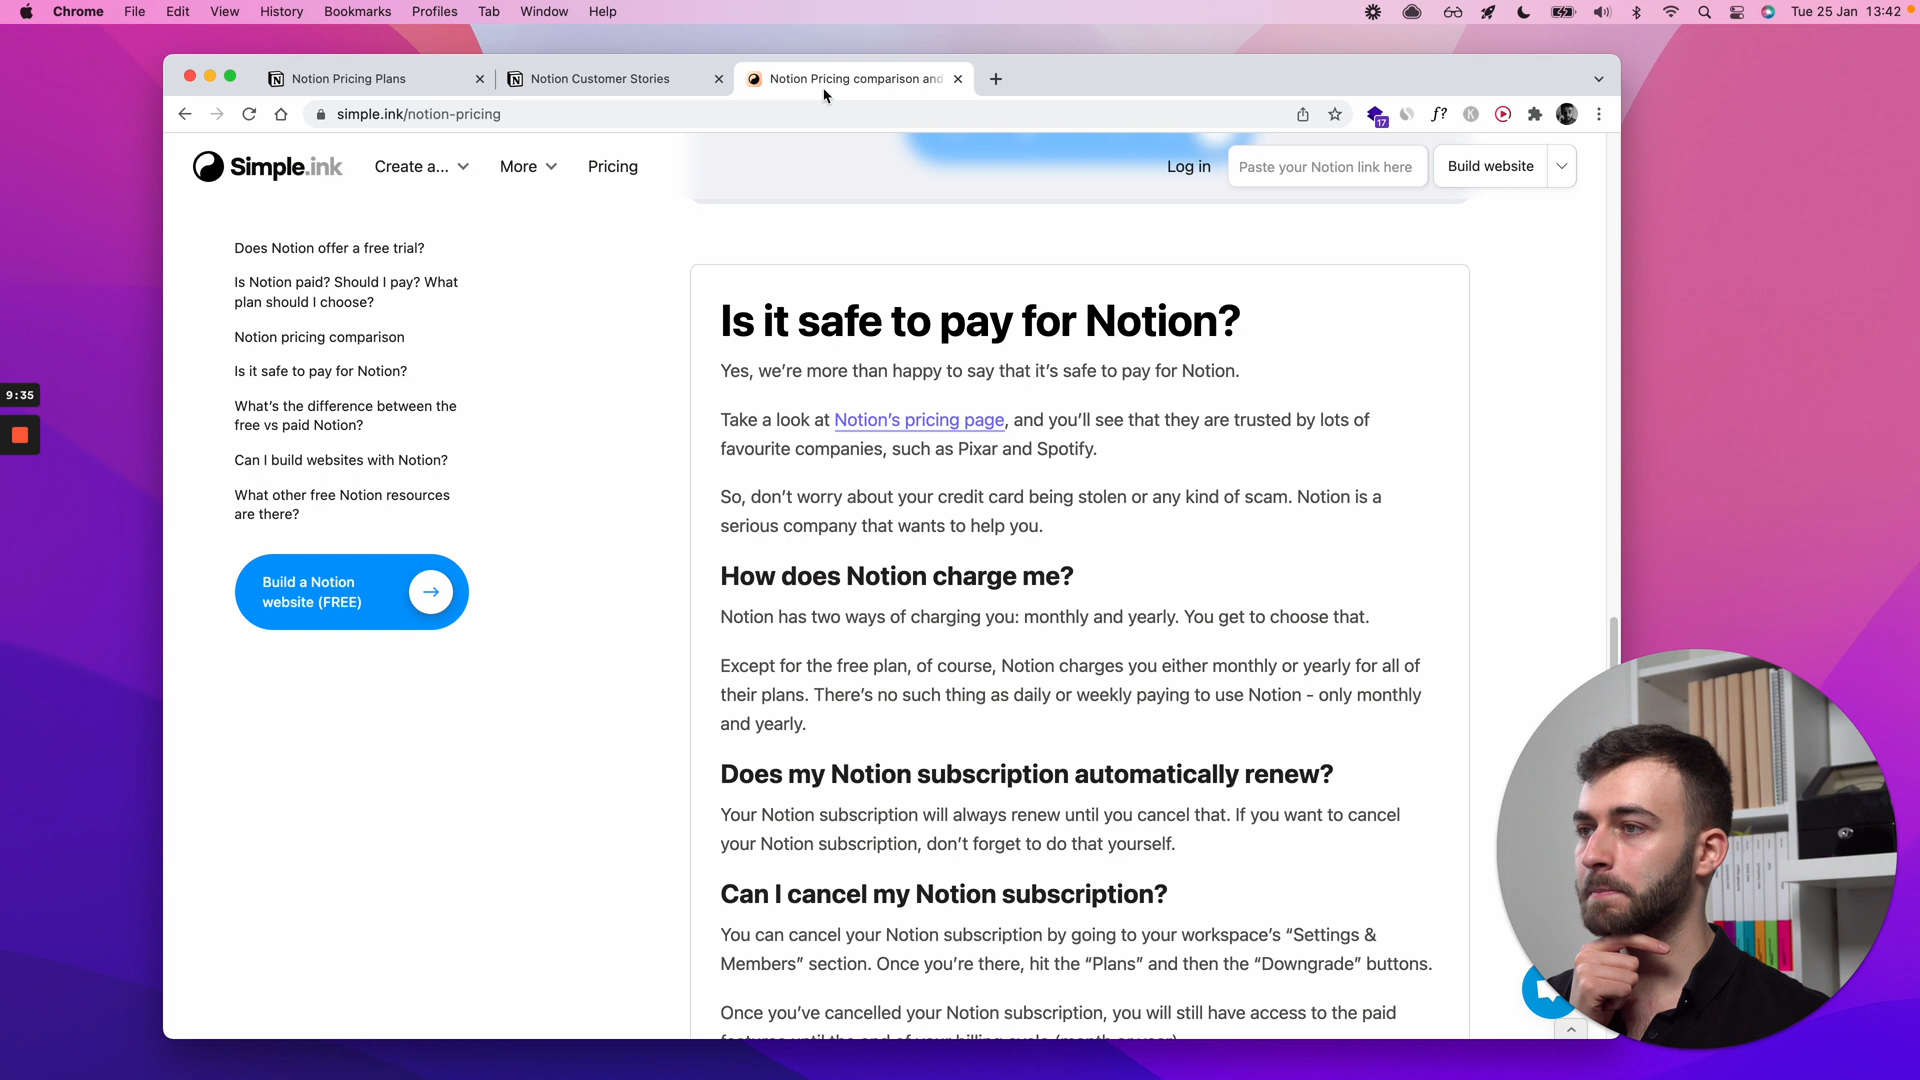 Chrome File Edit View History Bookmarks Profiles Tab Window Help Tue 25 Jan 13:42
Notion Pricing Plans Notion Customer Stories Notion Pricing comparison and
simple.ink/notion-pricing 17 f?
Simple.ink Create a... More Pricing Log in Paste your Notion link here Build website
9:35
Does Notion offer a free trial?
Is Notion paid? Should I pay? What
plan should I choose?
Notion pricing comparison
Is it safe to pay for Notion?
What's the difference between the
free vs paid Notion?
Can I build websites with Notion?
What other free Notion resources
are there?
Build a Notion
website (FREE)
Is it safe to pay for Notion?
Yes, we're more than happy to say that it's safe to pay for Notion.
Take a look at Notion's pricing page, and you'll see that they are trusted by lots of
favourite companies, such as Pixar and Spotify.
So, don't worry about your credit card being stolen or any kind of scam. Notion is a
serious company that wants to help you.
How does Notion charge me?
Notion has two ways of charging you: monthly and yearly. You get to choose that.
Except for the free plan, of course, Notion charges you either monthly or yearly for all of
their plans. There's no such thing as daily or weekly paying to use Notion - only monthly
and yearly.
Does my Notion subscription automatically renew?
Your Notion subscription will always renew until you cancel that. If you want to cancel
your Notion subscription, don't forget to do that yourself.
Can I cancel my Notion subscription?
You can cancel your Notion subscription by going to your workspace's “Settings &
Members” section. Once you're there, hit the “Plans” and then the “Downgrade” buttons.
Once you've cancelled your Notion subscription, you will still have access to the paid
features until the end of your billing cycle (month or year)